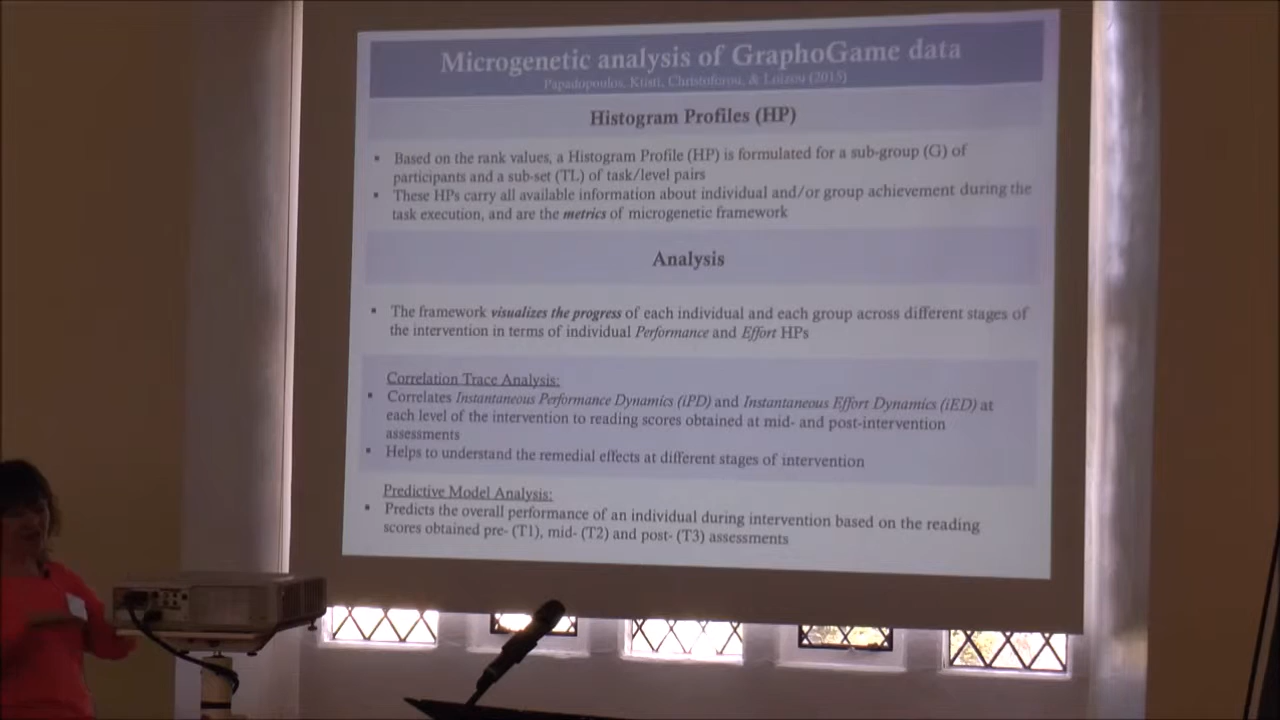 Microgenetic analysis of GraphoGame data
Papadopoulos, Ktisti, Christoforou, & Loizou (2015)
Histogram Profiles (HP)
▪ Based on the rank values, a Histogram Profile (HP) is formulated for a sub-group (G) of
participants and a sub-set (TL) of task/level pairs
▪ These HPs carry all available information about individual and/or group achievement during the
task execution, and are the metrics of microgenetic framework
Analysis
▪ The framework visualizes the progress of each individual and each group across different stages of
the intervention in terms of individual Performance and Effort HPs
Correlation Trace Analysis:
▪ Correlates Instantaneous Performance Dynamics (iPD) and Instantaneous Effort Dynamics (iED) at
each level of the intervention to reading scores obtained at mid- and post-intervention
assessments
▪ Helps to understand the remedial effects at different stages of intervention
Predictive Model Analysis:
▪ Predicts the overall performance of an individual during intervention based on the reading
scores obtained pre- (T1), mid- (T2) and post- (T3) assessments